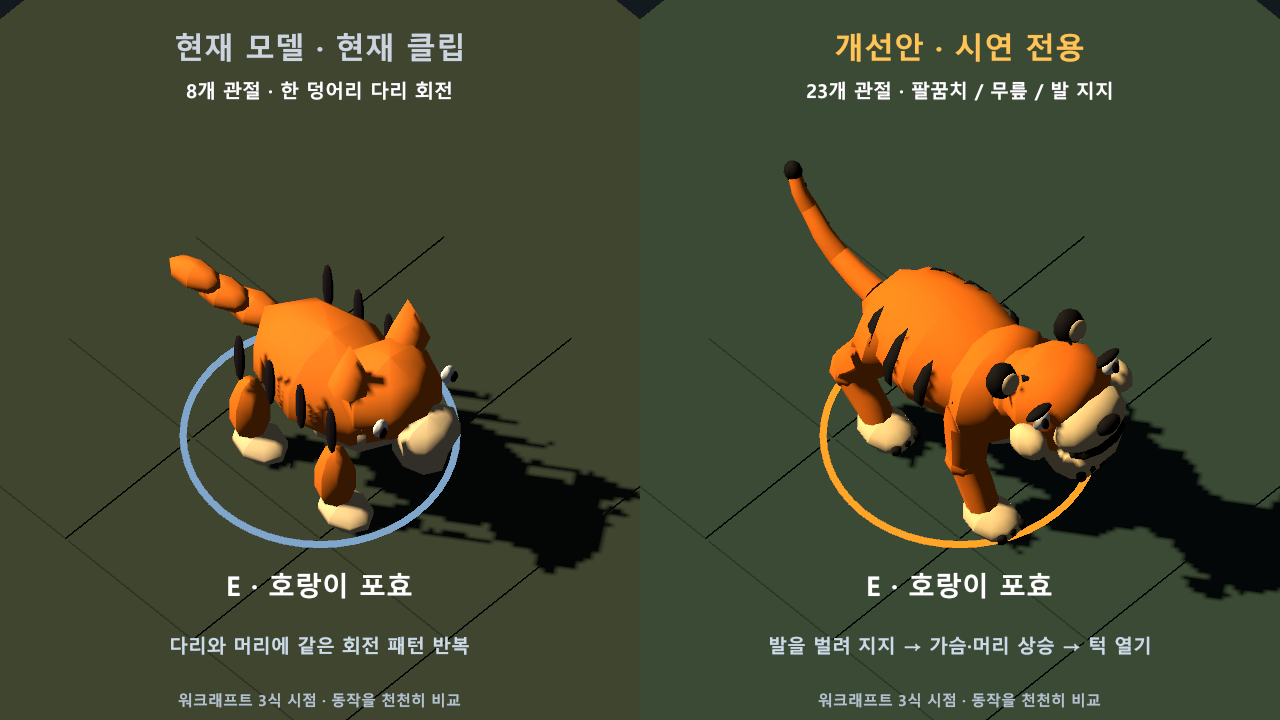 현재 모델 · 현재 클립
8개 관절 · 한 덩어리 다리 회전
E · 호랑이 포효
다리와 머리에 같은 회전 패턴 반복
워크래프트 3식 시점 · 동작을 천천히 비교
개선안 · 시연 전용
23개 관절 · 팔꿈치 / 무릎 / 발 지지
E · 호랑이 포효
발을 벌려 지지 → 가슴·머리 상승 → 턱 열기
워크래프트 3식 시점 · 동작을 천천히 비교